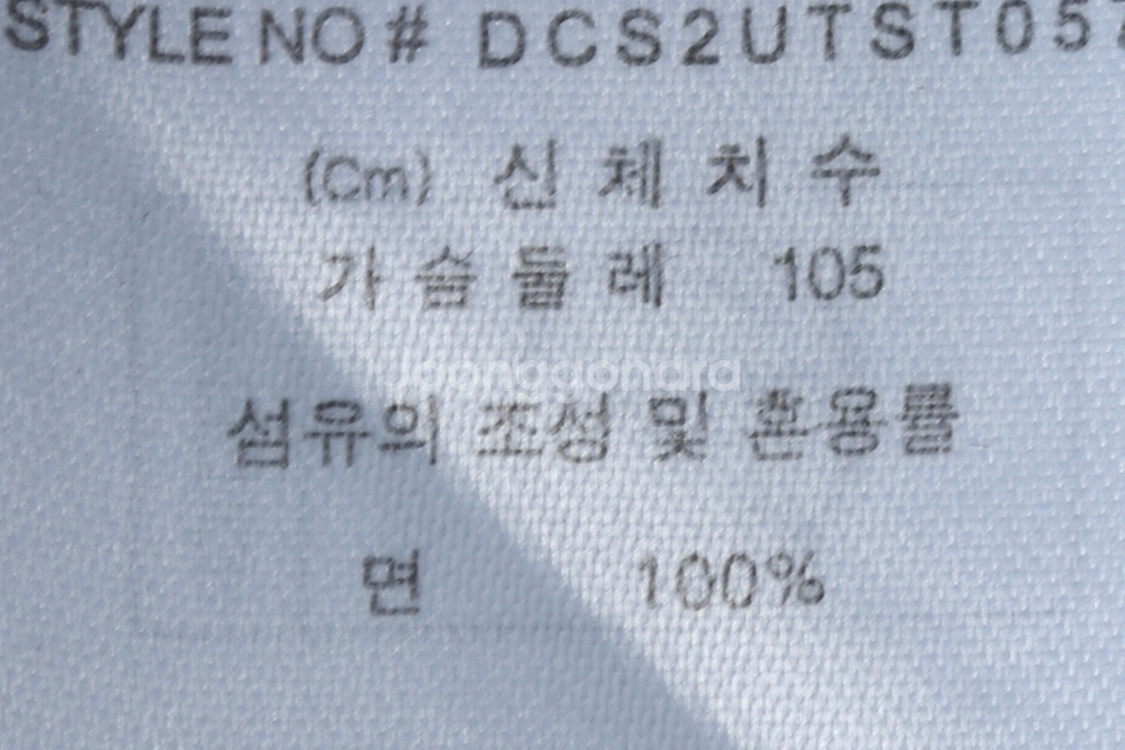 STYLE NO # DCS2UTST057
(Cm) 신체치수
가슴둘레 105
Joonggonara
섬유의 조성 및 혼용률
면 100%